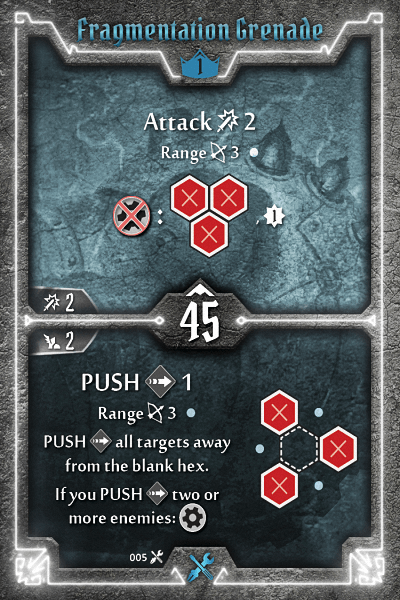 Fragmentation Grenade
1
Attack 2
Range 3
: 1
2
45
2
PUSH 1
Range 3
PUSH all targets away
from the blank hex.
If you PUSH two or
more enemies:
005